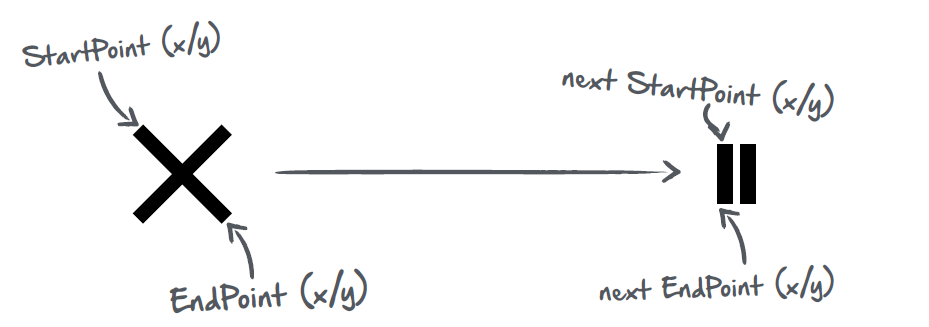 StartPoint (x/y)
next StartPoint (x/y)
EndPoint (x/y)
next EndPoint (x/y)